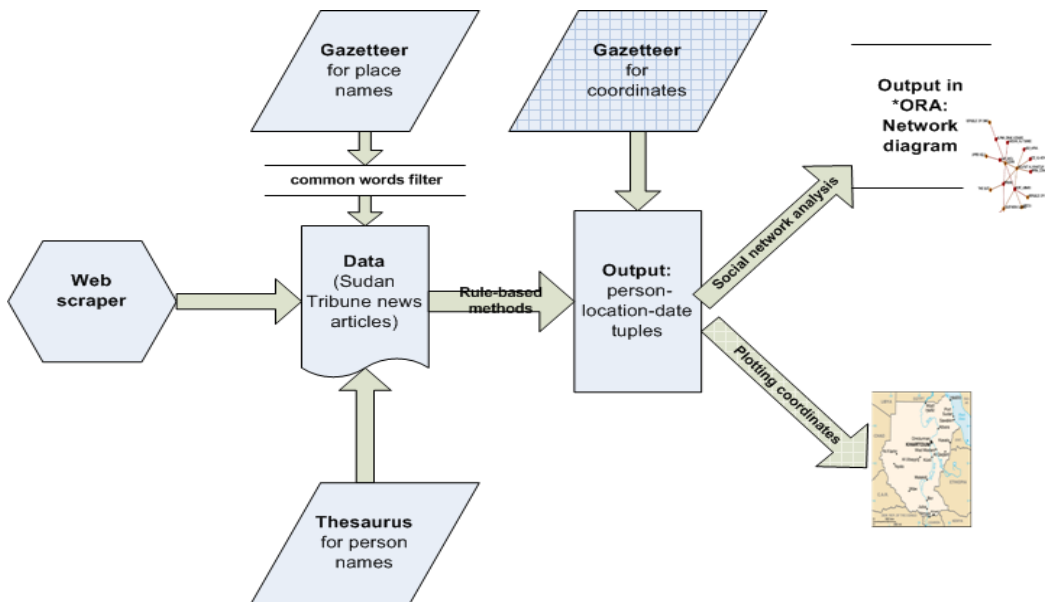 Gazetteer
for place
names
Gazetteer
for
coordinates
Output in
*ORA:
Network
diagram
common words filter
Web
scraper
Data
(Sudan
Tribune news
articles)
Rule-based
methods
Output:
person-
location-date
tuples
Social network analysis
Plotting coordinates
Thesaurus
for person
names